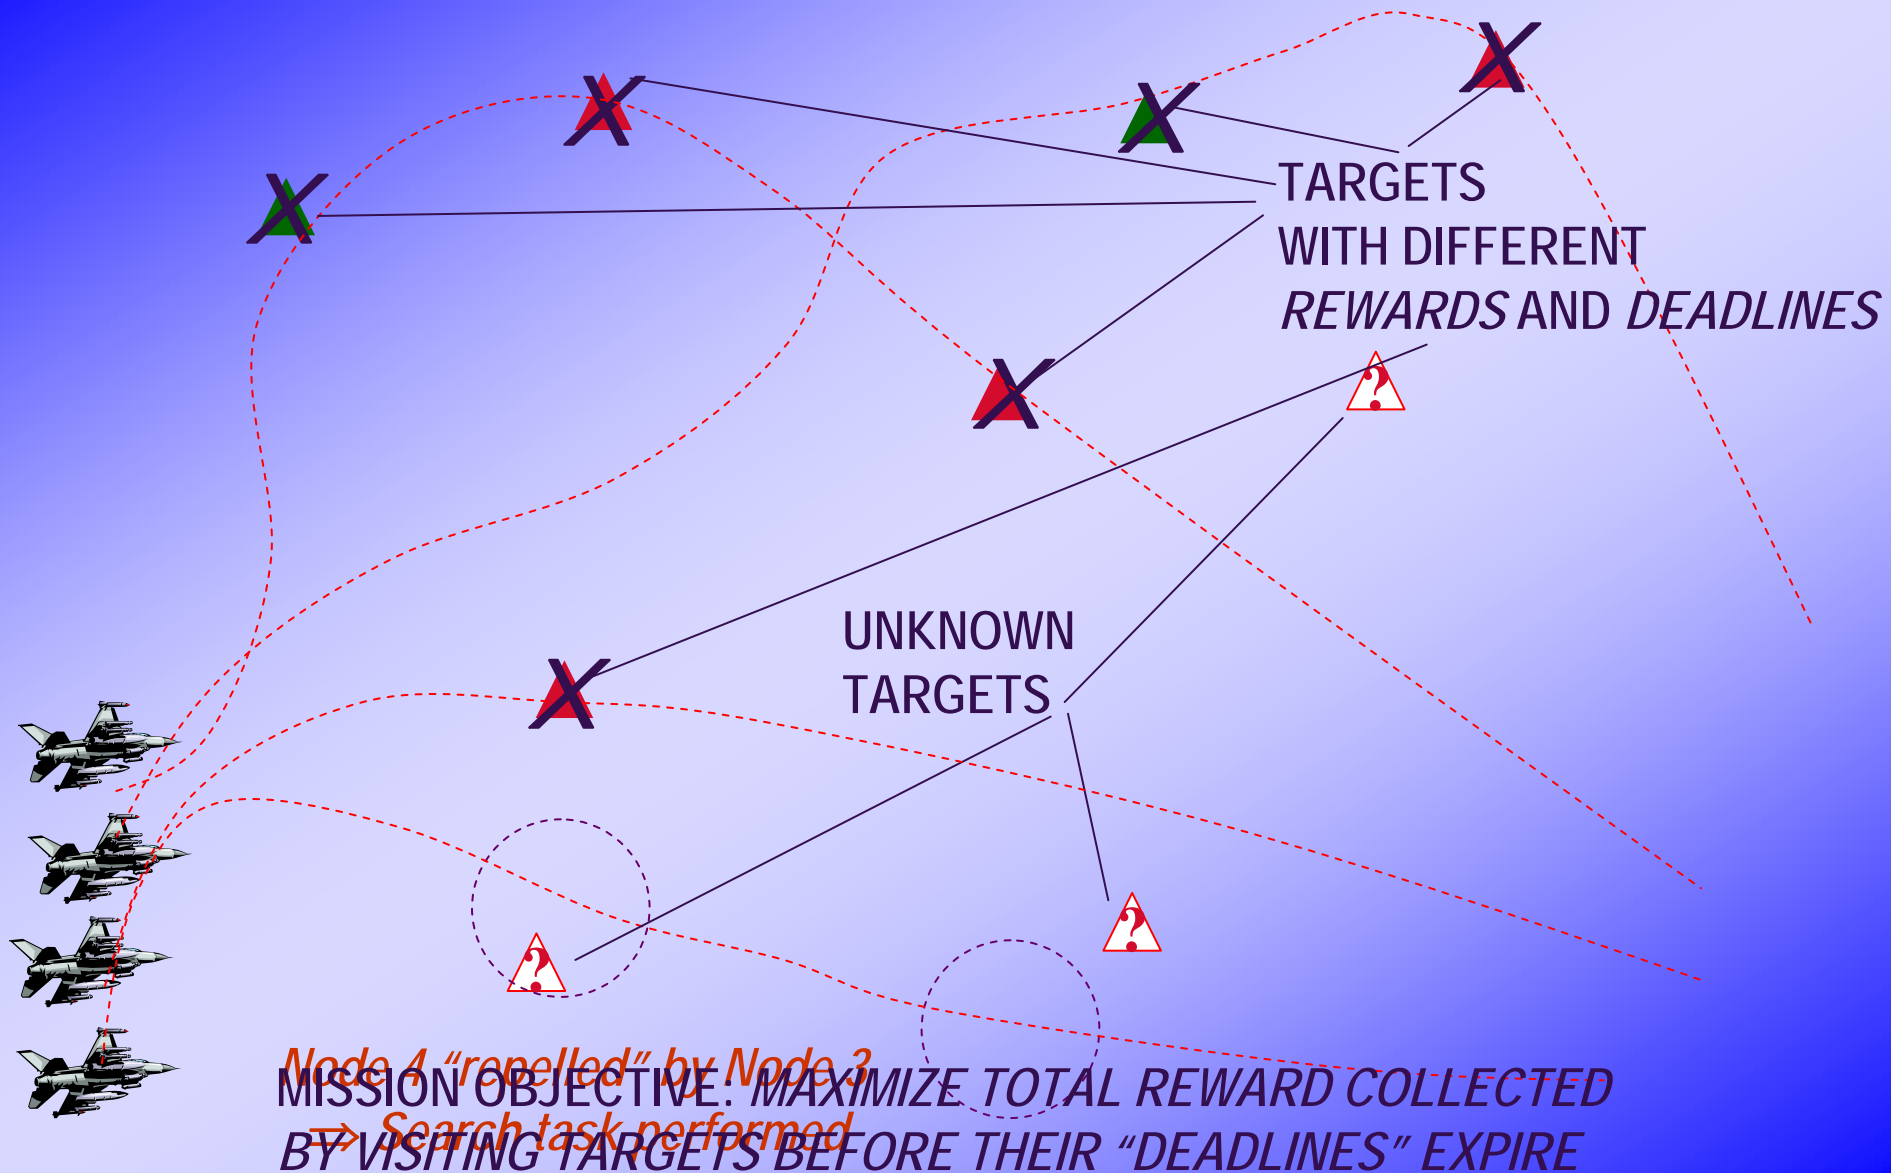 TARGETS
WITH DIFFERENT
REWARDS AND DEADLINES
?
UNKNOWN
TARGETS
?
?
Node 4 “repelled” by Node 3
⇒ Search task performed
MISSION OBJECTIVE: MAXIMIZE TOTAL REWARD COLLECTED
BY VISITING TARGETS BEFORE THEIR “DEADLINES” EXPIRE